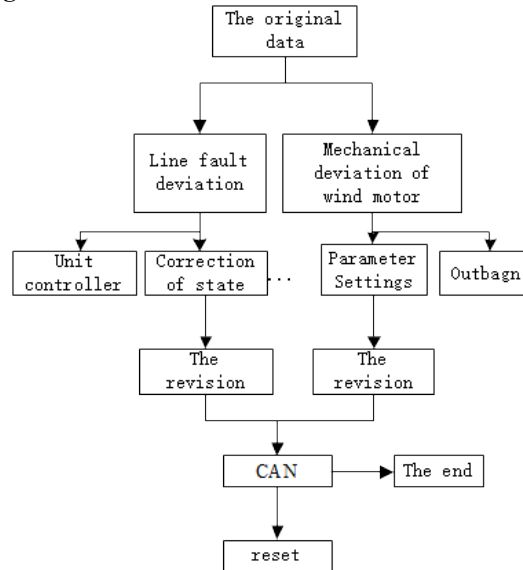 The original
data
Line fault
deviation
Mechanical
deviation of
wind motor
Unit
controller
Correction
of state
...
Parameter
Settings
Outbagn
The
revision
The
revision
CAN
The end
reset